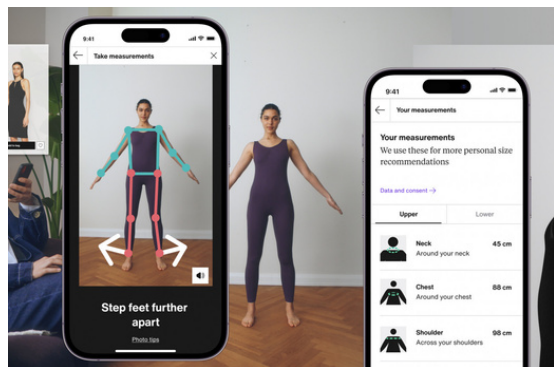 9:41
Take measurements
Step feet further
apart
Photo tips
9:41
Your measurements
Your measurements
We use these for more personal size
recommendations
Data and consent →
Upper
Lower
Neck
45 cm
Around your neck
Chest
88 cm
Around your chest
Shoulder
98 cm
Across your shoulders